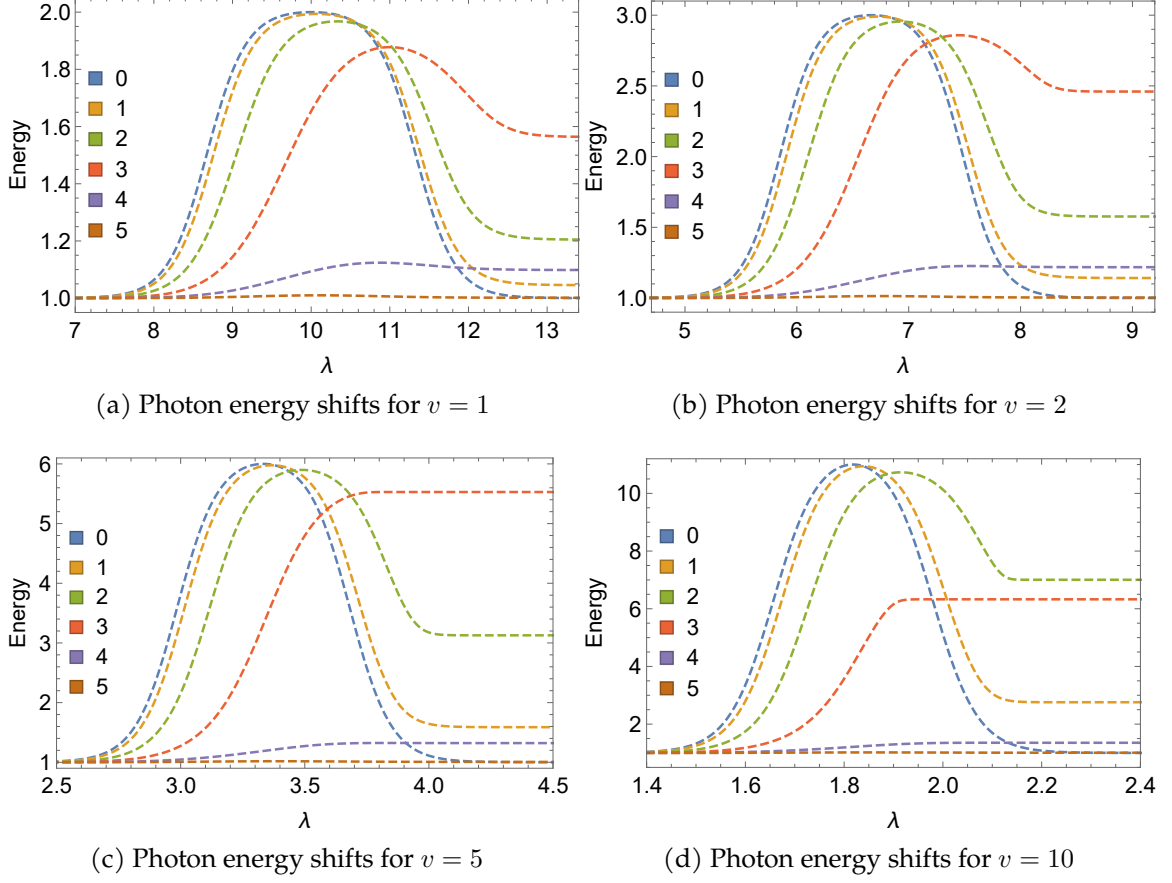 2.0
1.8
1.6
1.4
1.2
1.0
Energy
0
1
2
3
4
5
7 8 9 10 11 12 13
λ
(a) Photon energy shifts for v = 1
3.0
2.5
2.0
1.5
1.0
Energy
0
1
2
3
4
5
5 6 7 8 9
λ
(b) Photon energy shifts for v = 2
6
5
4
3
2
1
Energy
0
1
2
3
4
5
2.5 3.0 3.5 4.0 4.5
λ
(c) Photon energy shifts for v = 5
10
8
6
4
2
Energy
0
1
2
3
4
5
1.4 1.6 1.8 2.0 2.2 2.4
λ
(d) Photon energy shifts for v = 10